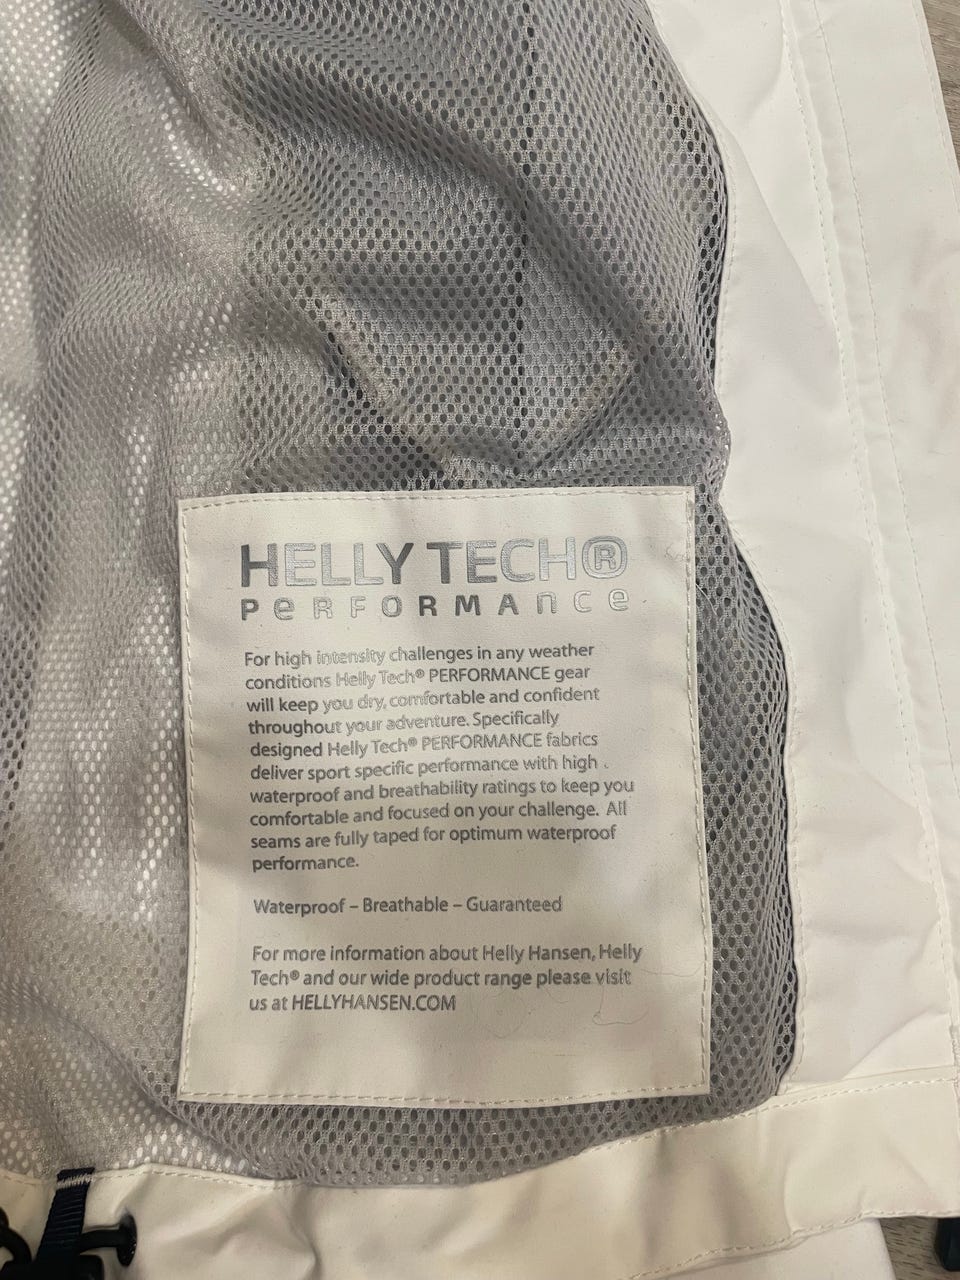 HELLY TECH®
PeRFORMAnce
For high intensity challenges in any weather
conditions Helly Tech® PERFORMANCE gear
will keep you dry, comfortable and confident
throughout your adventure. Specifically
designed Helly Tech® PERFORMANCE fabrics
deliver sport specific performance with high
waterproof and breathability ratings to keep you
comfortable and focused on your challenge. All
seams are fully taped for optimum waterproof
performance.
Waterproof – Breathable – Guaranteed
For more information about Helly Hansen, Helly
Tech® and our wide product range please visit
us at HELLYHANSEN.COM